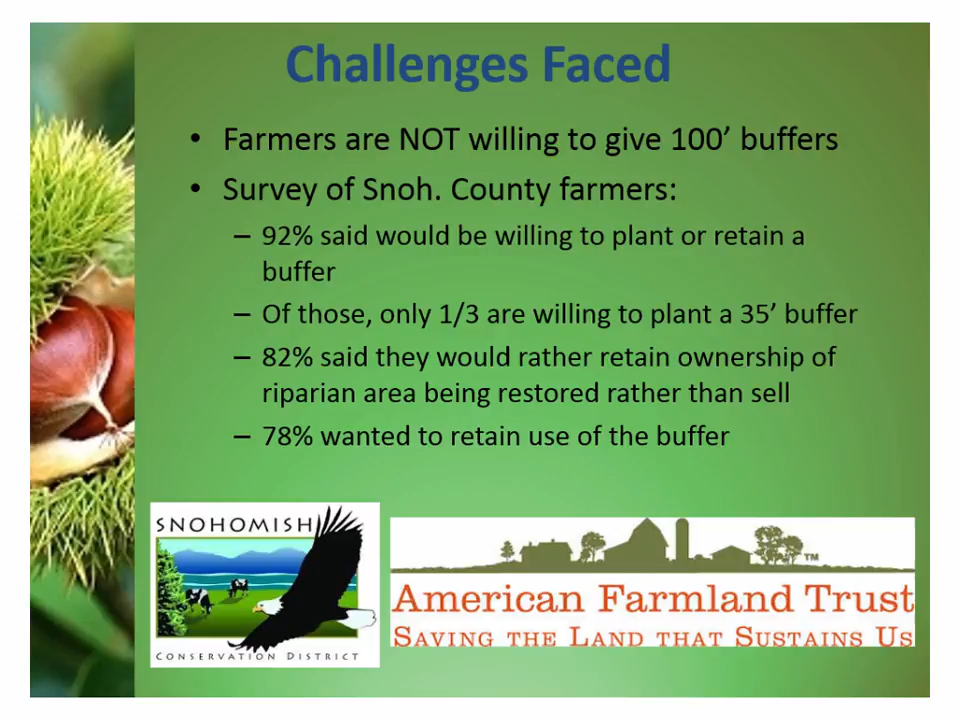 Challenges Faced
• Farmers are NOT willing to give 100’ buffers
• Survey of Snoh. County farmers:
– 92% said would be willing to plant or retain a
buffer
– Of those, only 1/3 are willing to plant a 35’ buffer
– 82% said they would rather retain ownership of
riparian area being restored rather than sell
– 78% wanted to retain use of the buffer
SNOHOMISH
CONSERVATION DISTRICT
TM
American Farmland Trust
SAVING THE LAND THAT SUSTAINS US